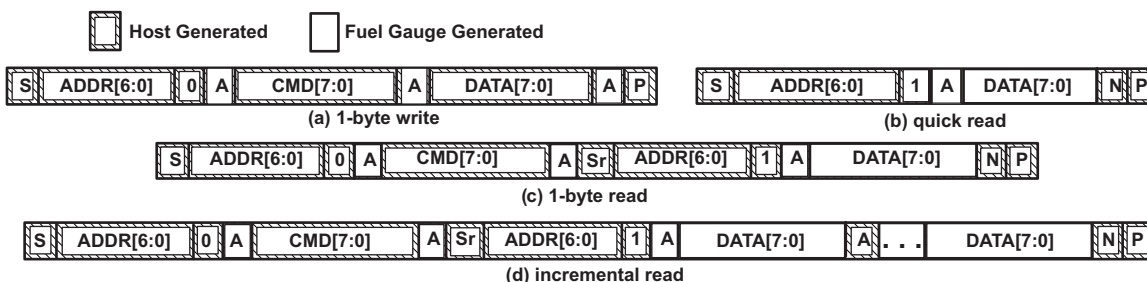 Host Generated Fuel Gauge Generated
S ADDR[6:0] 0 A CMD[7:0] A DATA[7:0] A P
(a) 1-byte write
S ADDR[6:0] 1 A DATA[7:0] N P
(b) quick read
S ADDR[6:0] 0 A CMD[7:0] A Sr ADDR[6:0] 1 A DATA[7:0] N P
(c) 1-byte read
S ADDR[6:0] 0 A CMD[7:0] A Sr ADDR[6:0] 1 A DATA[7:0] A . . . DATA[7:0] N P
(d) incremental read